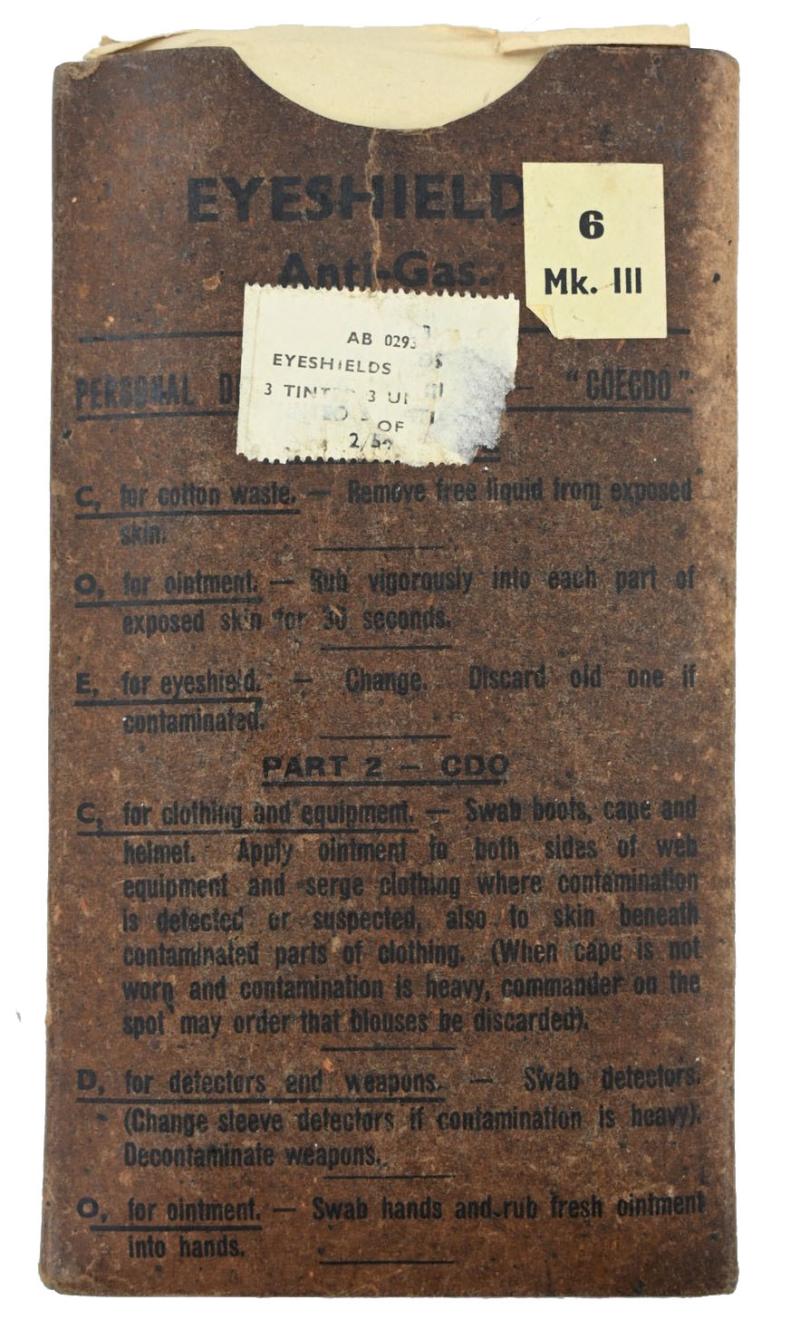 EYESHIELD
Anti-Gas.
6
Mk. III
AB 0293
EYESHIELDS
3
OF
2/5
PERSONAL — "COECDO".
C, for cotton waste. — Remove free liquid from exposed
skin.
O, for ointment. — Rub vigorously into each part of
exposed skin for 30 seconds.
E, for eyeshield. — Change. Discard old one if
contaminated.
PART 2 — CDO
C, for clothing and equipment. — Swab boots, cape and
helmet. Apply ointment to both sides of web
equipment and serge clothing where contamination
is detected or suspected, also to skin beneath
contaminated parts of clothing. (When cape is not
worn and contamination is heavy, commander on the
spot may order that blouses be discarded).
D, for detectors and weapons. — Swab detectors.
(Change sleeve detectors if contamination is heavy).
Decontaminate weapons.
O, for ointment. — Swab hands and rub fresh ointment
into hands.